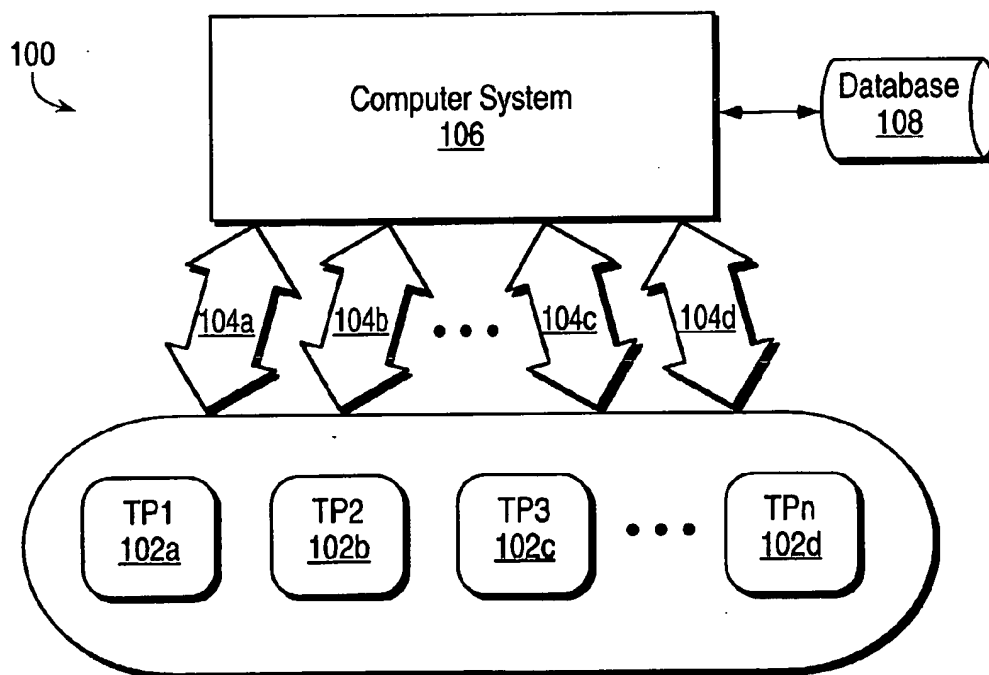 100
Computer System
106
Database
108
104a
104b
104c
104d
TP1
102a
TP2
102b
TP3
102c
TPn
102d